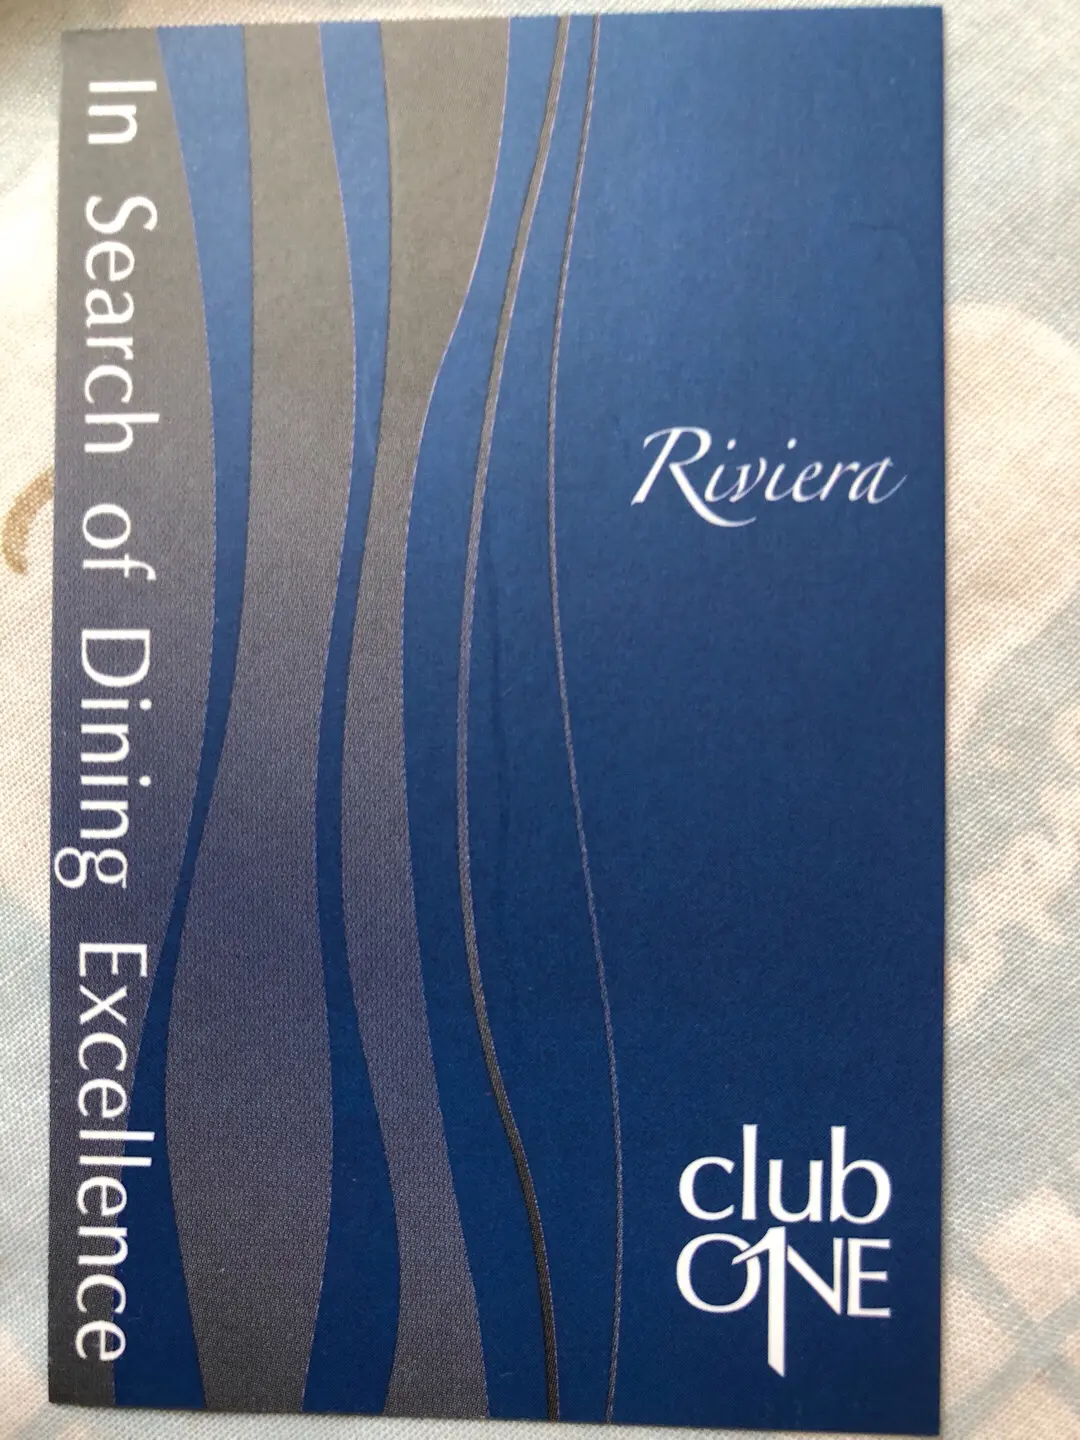 In Search of Dining Excellence
Riviera
club
ONE